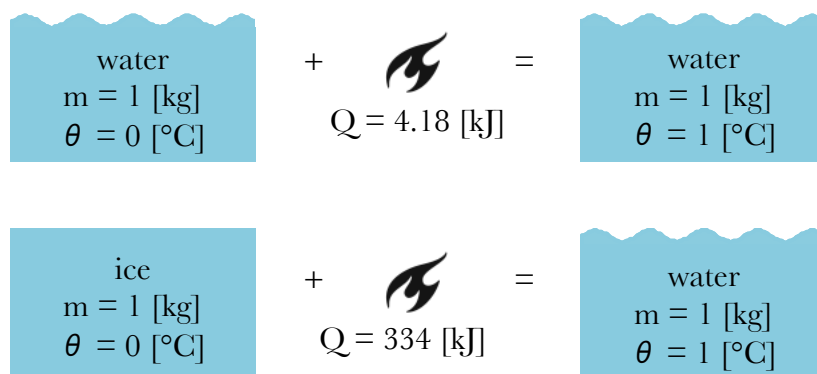 water
m = 1 [kg]
θ = 0 [°C]
+
Q = 4.18 [kJ]
=
water
m = 1 [kg]
θ = 1 [°C]
ice
m = 1 [kg]
θ = 0 [°C]
+
Q = 334 [kJ]
=
water
m = 1 [kg]
θ = 1 [°C]